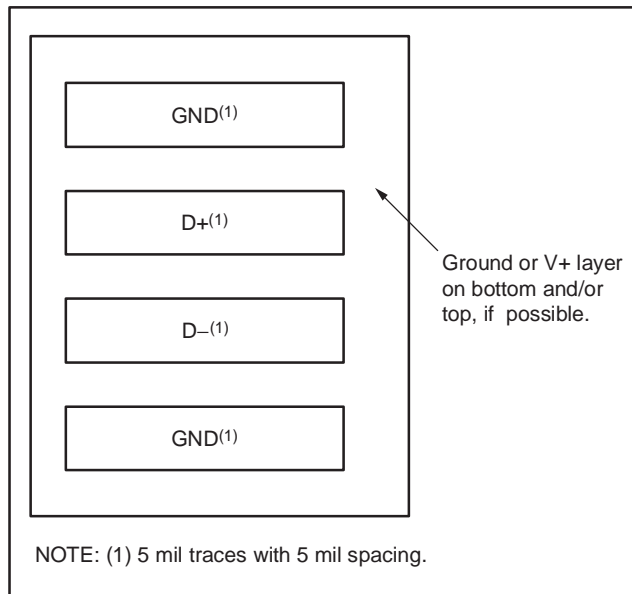 GND(1)
D+(1)
Ground or V+ layer
on bottom and/or
top, if possible.
D−(1)
GND(1)
NOTE: (1) 5 mil traces with 5 mil spacing.